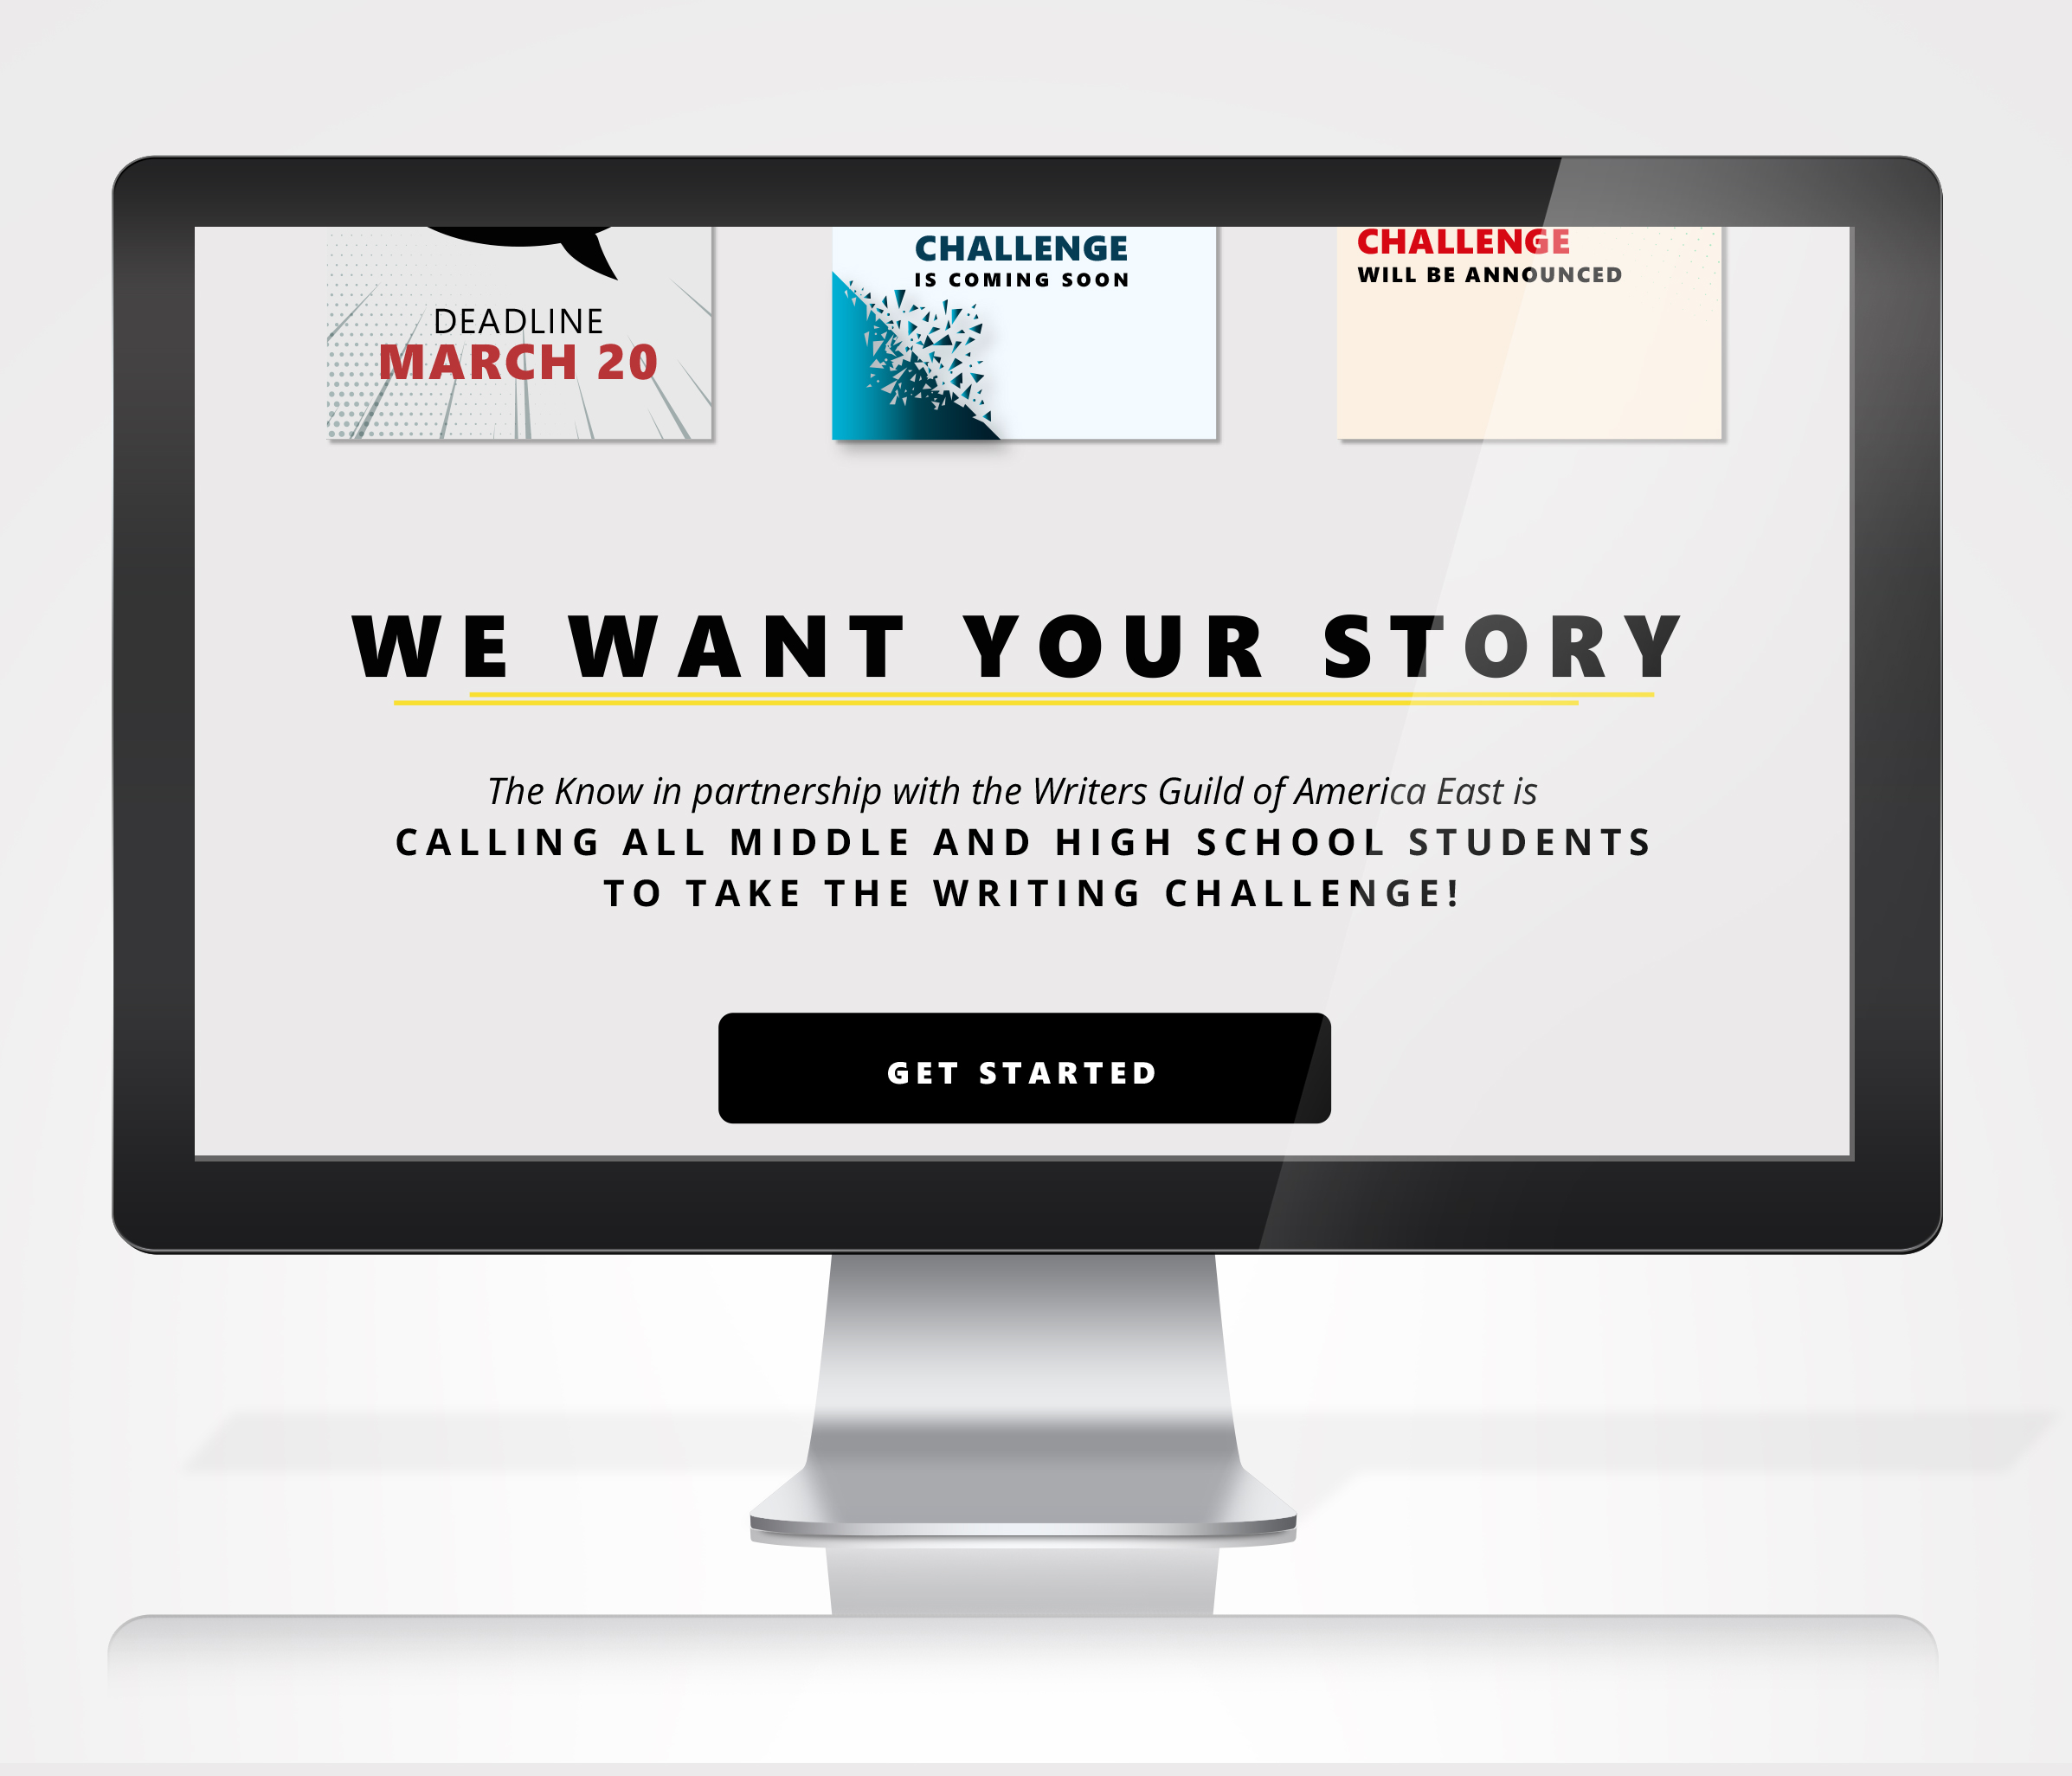 DEADLINE
MARCH 20
CHALLENGE
IS COMING SOON
CHALLENGE
WILL BE ANNOUNCED
WE WANT YOUR STORY
The Know in partnership with the Writers Guild of America East is
CALLING ALL MIDDLE AND HIGH SCHOOL STUDENTS
TO TAKE THE WRITING CHALLENGE!
GET STARTED